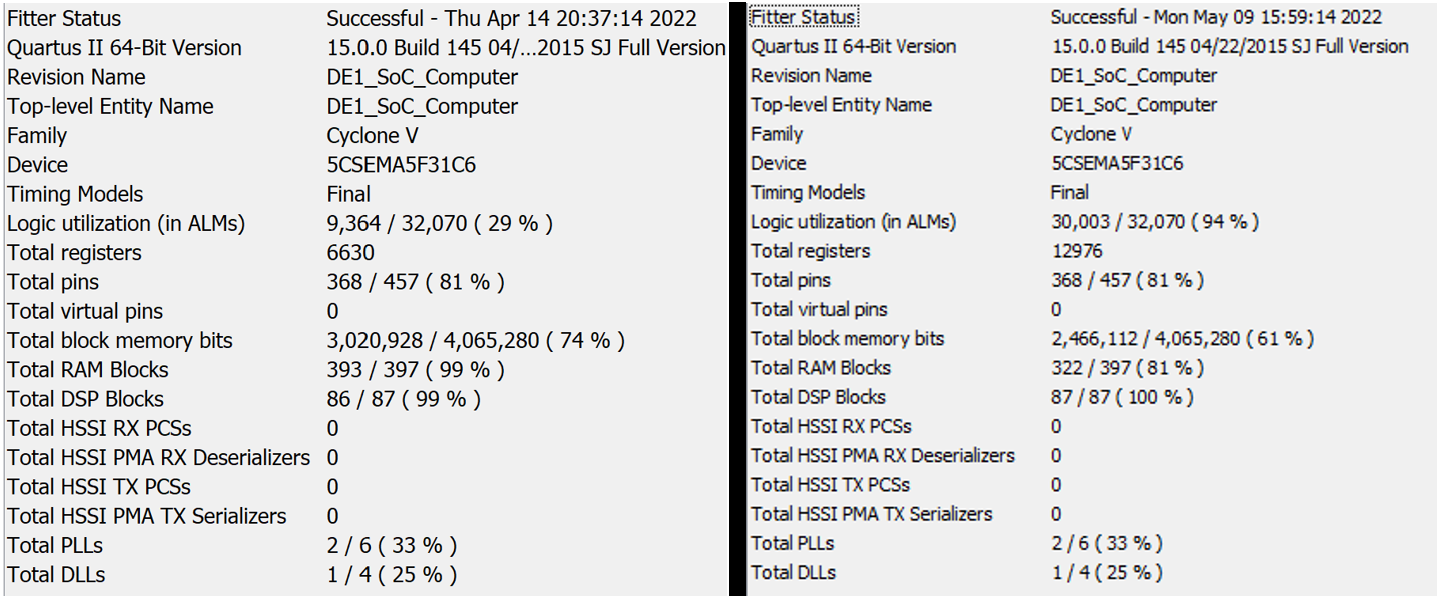 Fitter Status Successful - Thu Apr 14 20:37:14 2022
Quartus II 64-Bit Version 15.0.0 Build 145 04/...2015 SJ Full Version
Revision Name DE1_SoC_Computer
Top-level Entity Name DE1_SoC_Computer
Family Cyclone V
Device 5CSEMA5F31C6
Timing Models Final
Logic utilization (in ALMs) 9,364 / 32,070 ( 29 % )
Total registers 6630
Total pins 368 / 457 ( 81 % )
Total virtual pins 0
Total block memory bits 3,020,928 / 4,065,280 ( 74 % )
Total RAM Blocks 393 / 397 ( 99 % )
Total DSP Blocks 86 / 87 ( 99 % )
Total HSSI RX PCSs 0
Total HSSI PMA RX Deserializers 0
Total HSSI TX PCSs 0
Total HSSI PMA TX Serializers 0
Total PLLs 2 / 6 ( 33 % )
Total DLLs 1 / 4 ( 25 % )
Fitter Status Successful - Mon May 09 15:59:14 2022
Quartus II 64-Bit Version 15.0.0 Build 145 04/22/2015 SJ Full Version
Revision Name DE1_SoC_Computer
Top-level Entity Name DE1_SoC_Computer
Family Cyclone V
Device 5CSEMA5F31C6
Timing Models Final
Logic utilization (in ALMs) 30,003 / 32,070 ( 94 % )
Total registers 12976
Total pins 368 / 457 ( 81 % )
Total virtual pins 0
Total block memory bits 2,466,112 / 4,065,280 ( 61 % )
Total RAM Blocks 322 / 397 ( 81 % )
Total DSP Blocks 87 / 87 ( 100 % )
Total HSSI RX PCSs 0
Total HSSI PMA RX Deserializers 0
Total HSSI TX PCSs 0
Total HSSI PMA TX Serializers 0
Total PLLs 2 / 6 ( 33 % )
Total DLLs 1 / 4 ( 25 % )